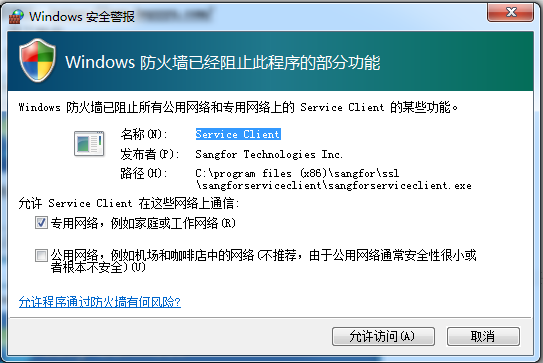 Windows 安全警报
Windows 防火墙已经阻止此程序的部分功能
Windows 防火墙已阻止所有公用网络和专用网络上的 Service Client 的某些功能。
名称(N): Service Client
发布者(P): Sangfor Technologies Inc.
路径(H): C:\program files (x86)\sangfor\ssl
\sangforserviceclient\sangforserviceclient.exe
允许 Service Client 在这些网络上通信:
专用网络，例如家庭或工作网络(R)
公用网络，例如机场和咖啡店中的网络(不推荐，由于公用网络通常安全性很小或
者根本不安全)(U)
允许程序通过防火墙有何风险?
允许访问(A)
取消